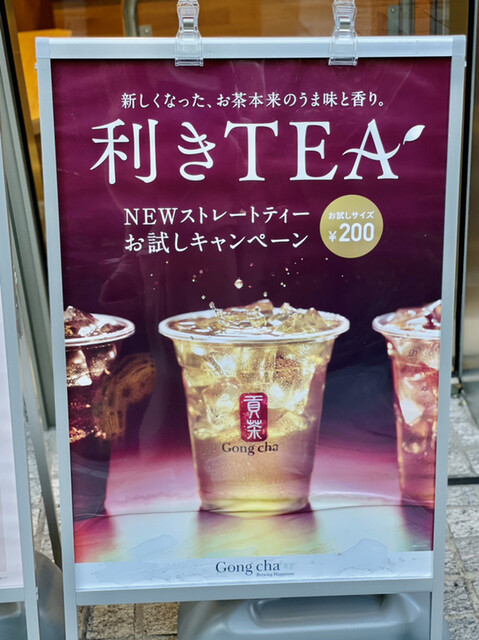 新しくなった、お茶本来のうま味と香り。
利きTEA
NEWストレートティー
お試しキャンペーン
お試しサイズ
¥200
貢茶
Gong cha
Gong cha
Brewing Happiness